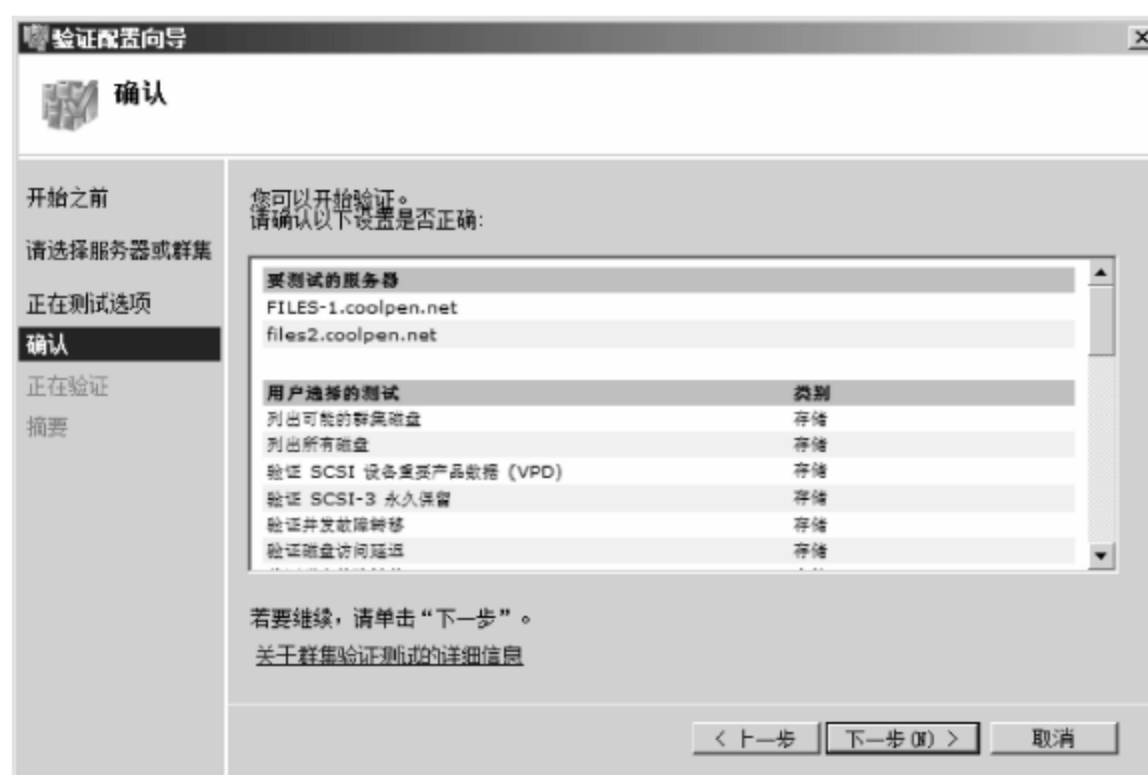 验证配置向导
确认
开始之前
请选择服务器或群集
正在测试选项
确认
正在验证
摘要
您可以开始验证。
请确认以下设置是否正确:
要测试的服务器
FILES-1.coolpen.net
files2.coolpen.net
用户选择的测试 类别
列出可能的群集磁盘 存储
列出所有磁盘 存储
验证 SCSI 设备重要产品数据 (VPD) 存储
验证 SCSI-3 永久保留 存储
验证并发故障转移 存储
验证磁盘访问延迟 存储
若要继续，请单击“下一步”。
关于群集验证测试的详细信息
< 上一步
下一步(N) >
取消